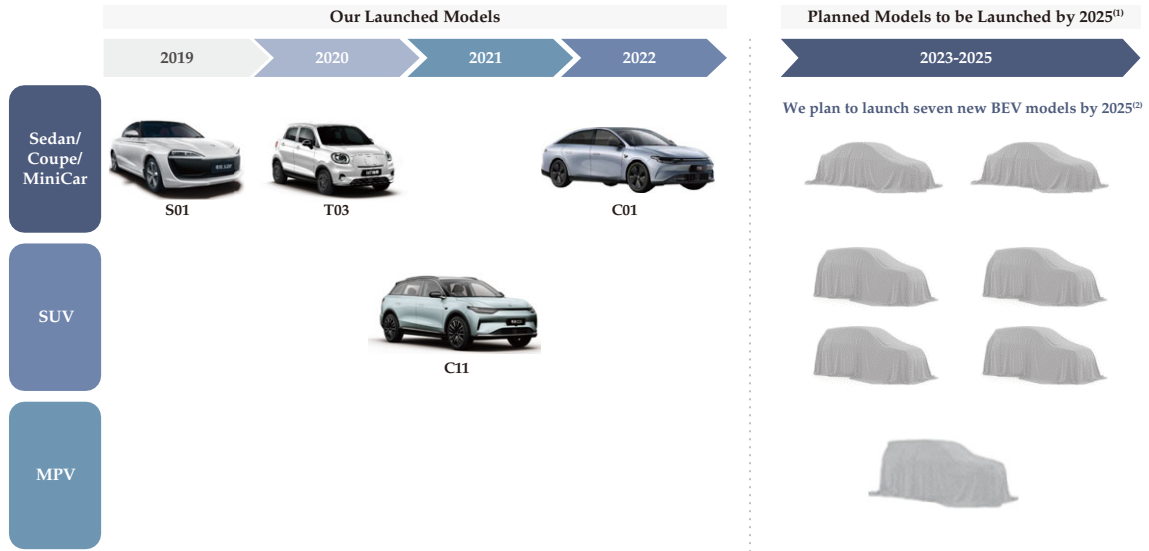 Our Launched Models
Planned Models to be Launched by 2025(1)
2019
2020
2021
2022
2023-2025
We plan to launch seven new BEV models by 2025(2)
Sedan/
Coupe/
MiniCar
S01
T03
C01
SUV
C11
MPV